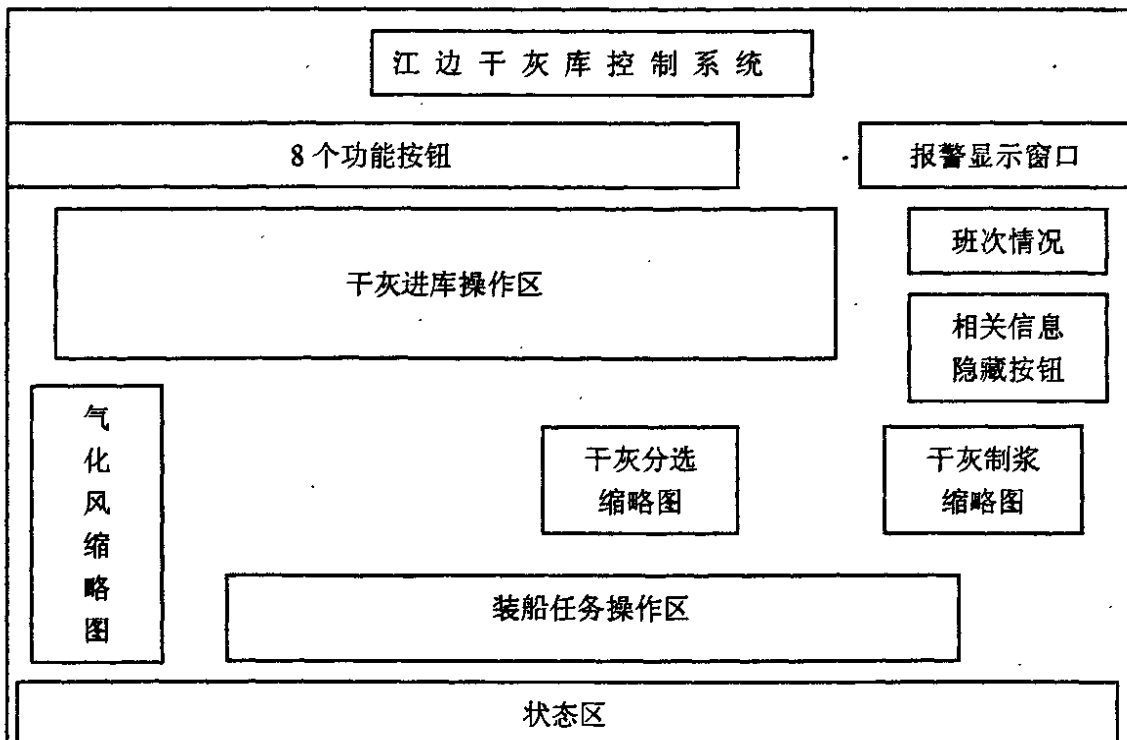 江边干灰库控制系统
8个功能按钮
报警显示窗口
干灰进库操作区
班次情况
相关信息
隐藏按钮
气
化
风
缩
略
图
干灰分选
缩略图
干灰制浆
缩略图
装船任务操作区
状态区